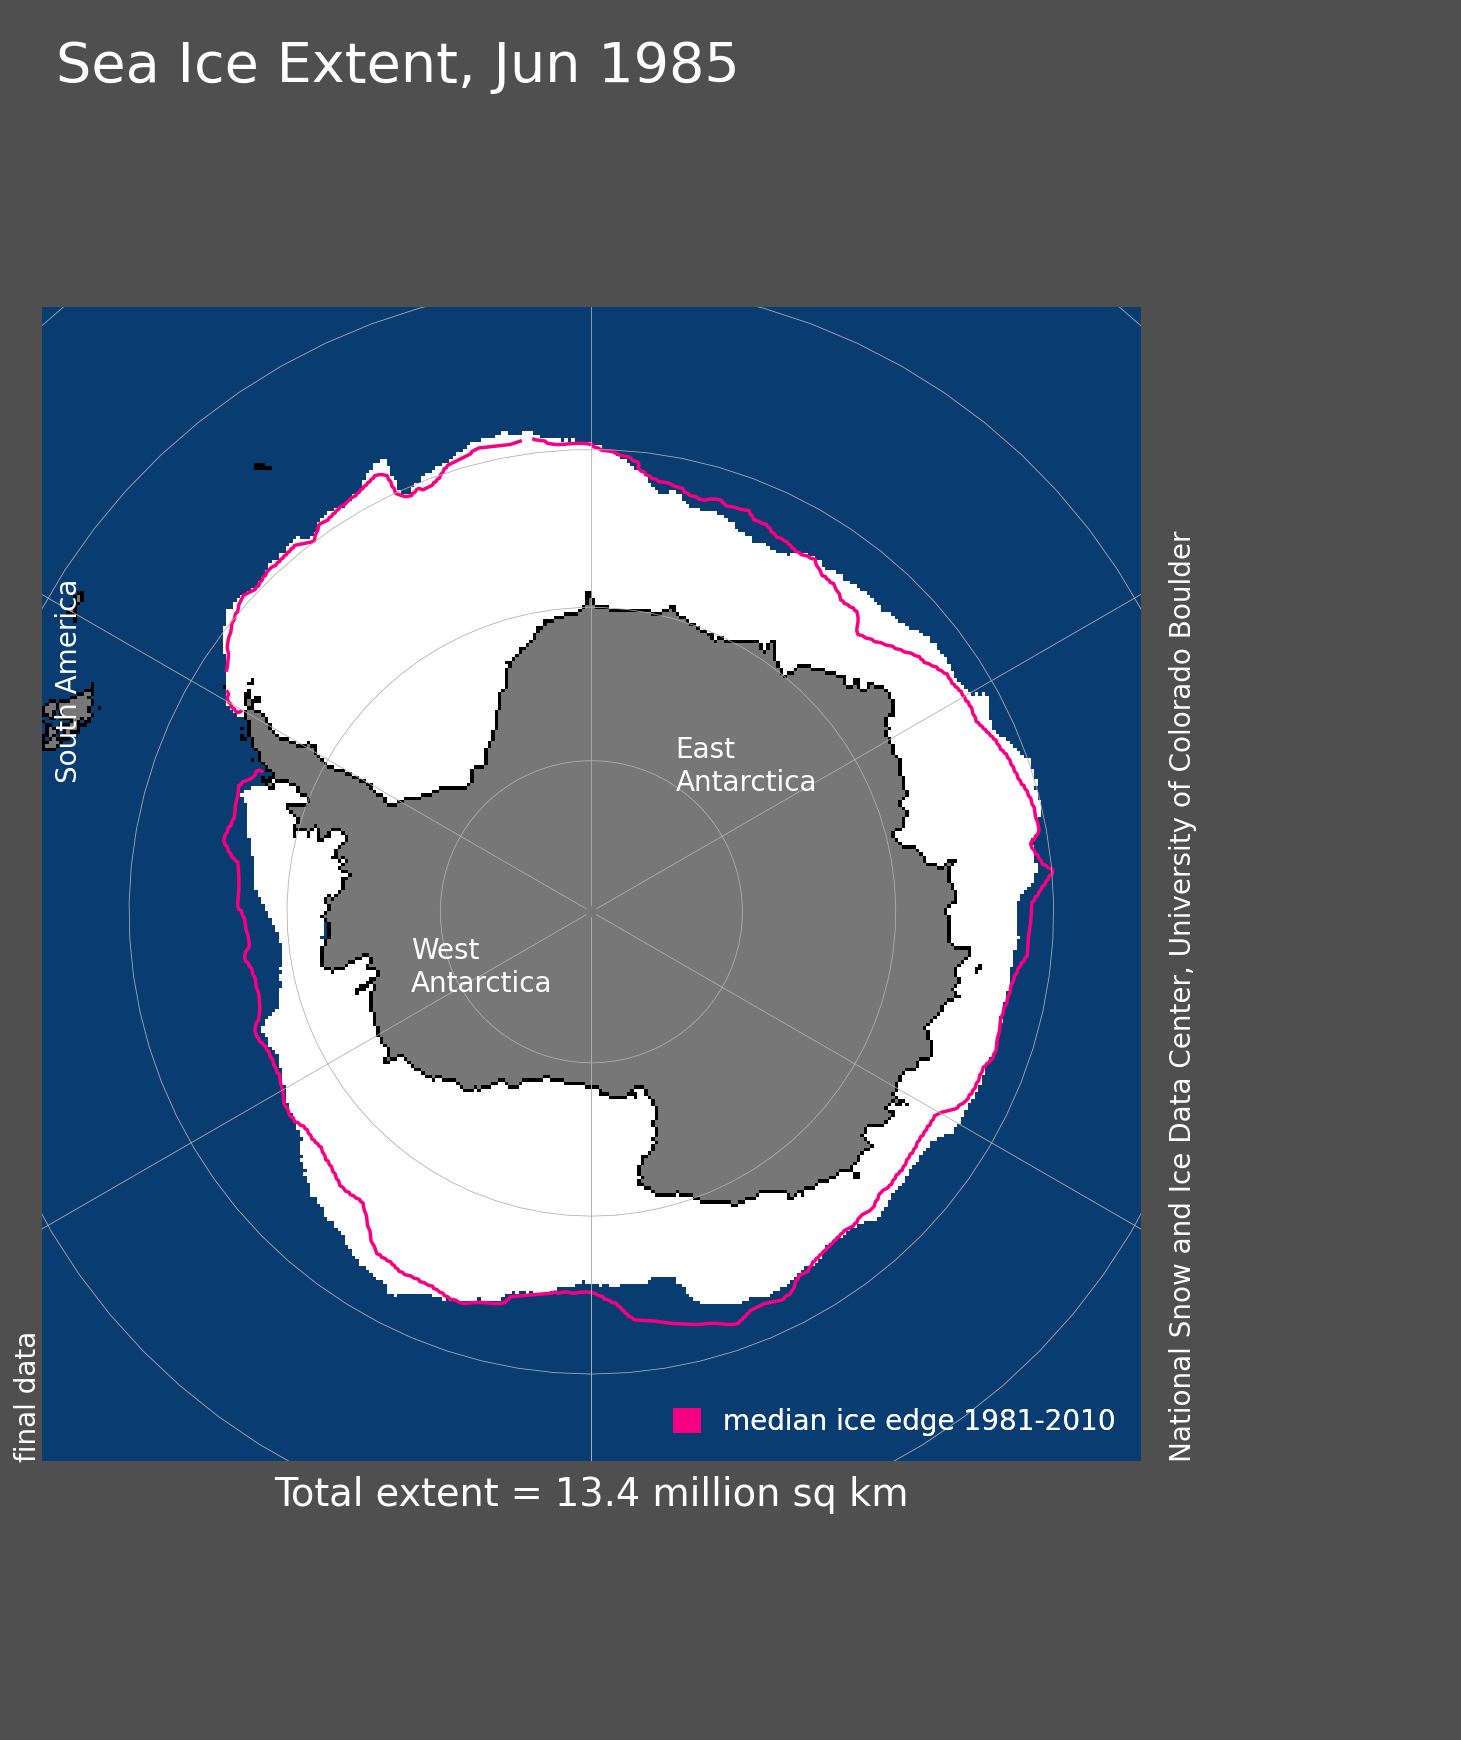 Sea Ice Extent, Jun 1985
South America
East
Antarctica
West
Antarctica
median ice edge 1981-2010
final data
National Snow and Ice Data Center, University of Colorado Boulder
Total extent = 13.4 million sq km